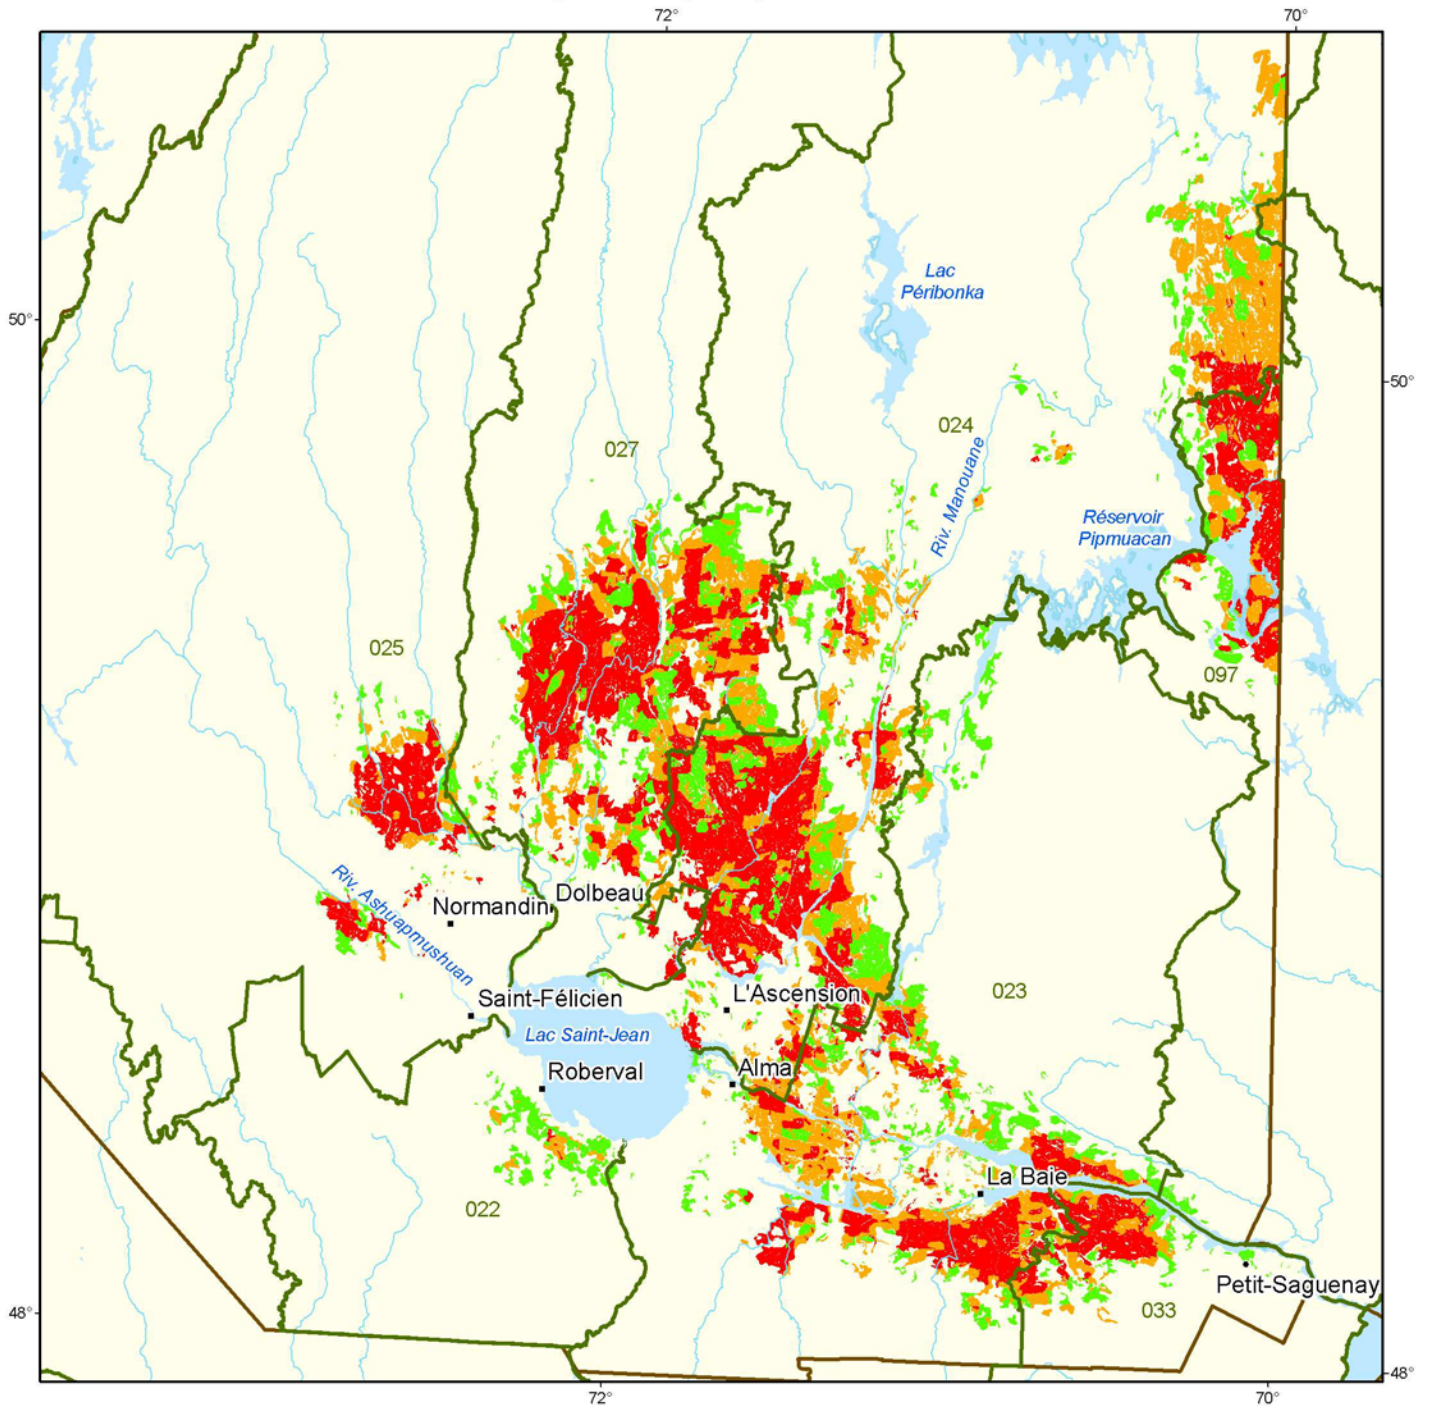 72°
70°
Lac
Péribonka
50°
50°
024
027
Riv. Manouane
Réservoir
Pipmuacan
025
097
Riv. Ashuapmushuan
Dolbeau
Normandin
Saint-Félicien
L'Ascension
023
Lac Saint-Jean
Roberval
Alma
La Baie
022
Petit-Saguenay
033
48°
48°
72°
70°